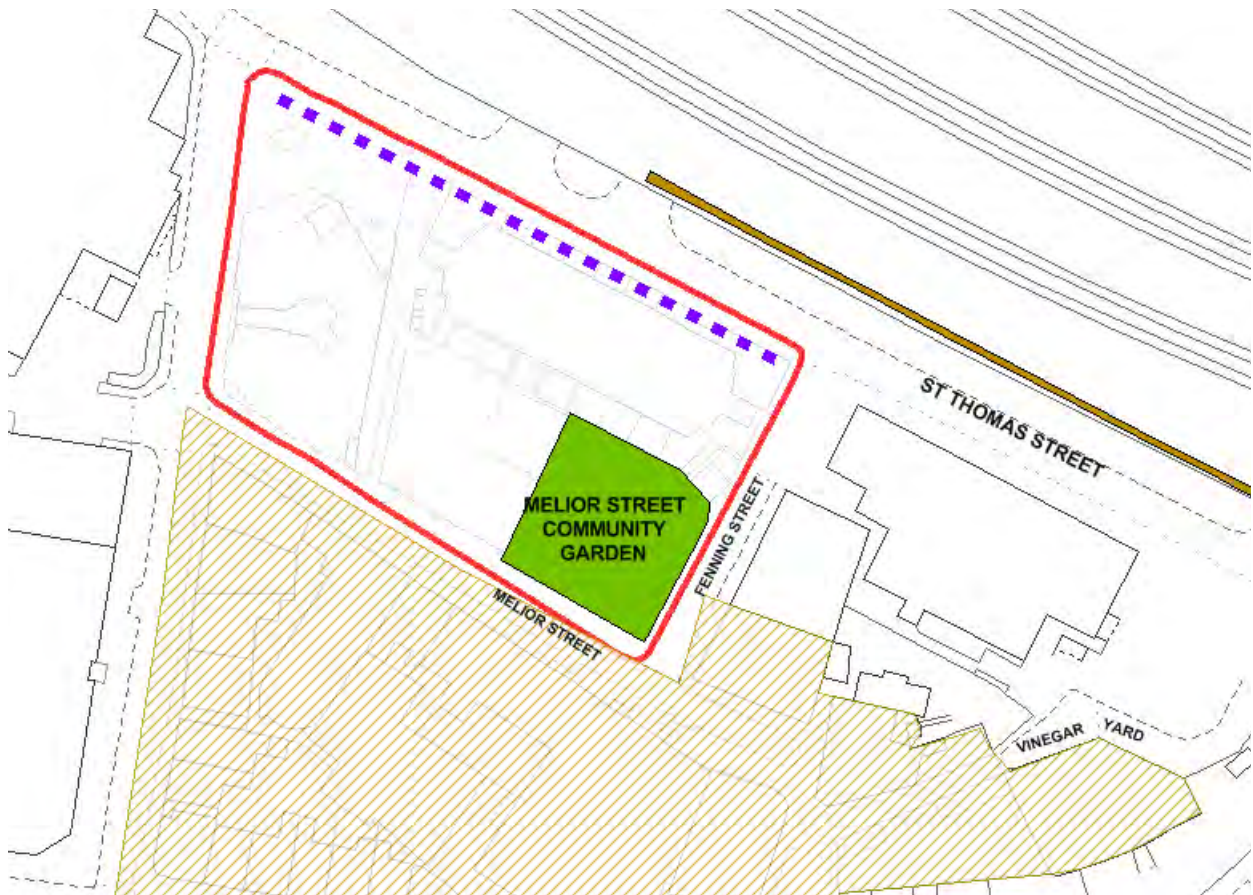 ST THOMAS STREET
MELIOR STREET
COMMUNITY
GARDEN
FENNING STREET
MELIOR STREET
VINEGAR YARD